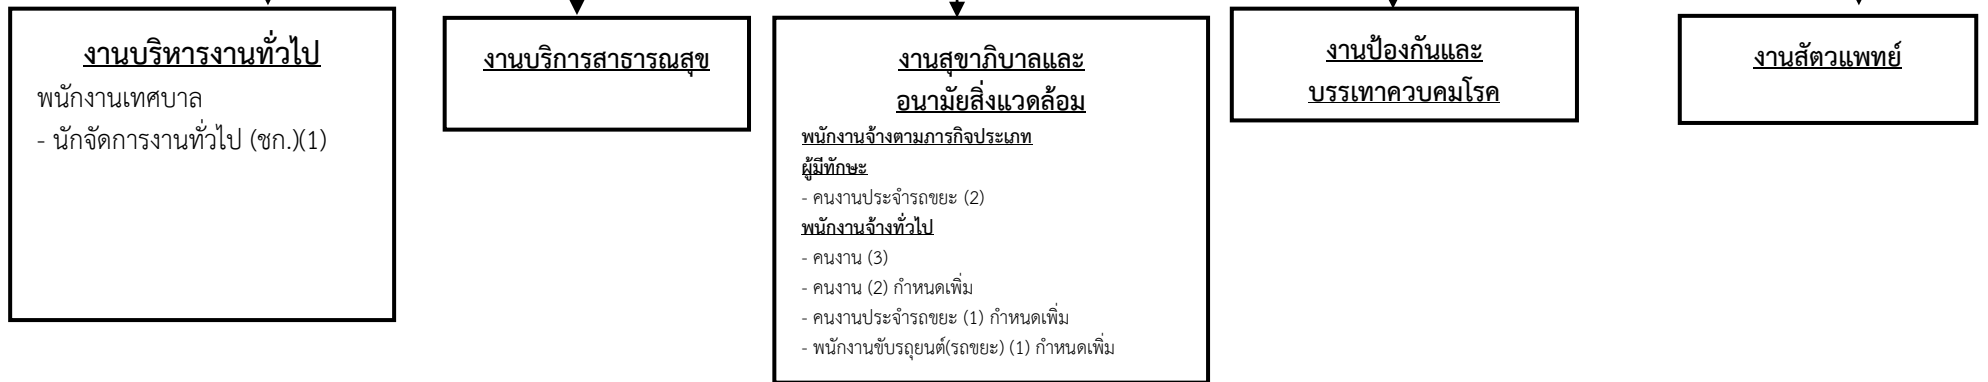 งานบริหารงานทั่วไป
พนักงานเทศบาล
- นักจัดการงานทั่วไป (ชก.)(1)
งานบริการสาธารณสุข
งานสุขาภิบาลและ
อนามัยสิ่งแวดล้อม
พนักงานจ้างตามภารกิจประเภท
ผู้มีทักษะ
- คนงานประจำรถขยะ (2)
พนักงานจ้างทั่วไป
- คนงาน (3)
- คนงาน (2) กำหนดเพิ่ม
- คนงานประจำรถขยะ (1) กำหนดเพิ่ม
- พนักงานขับรถุยนต์(รถขยะ) (1) กำหนดเพิ่ม
งานป้องกันและ
บรรเทาควบคมโรค
งานสัตวแพทย์